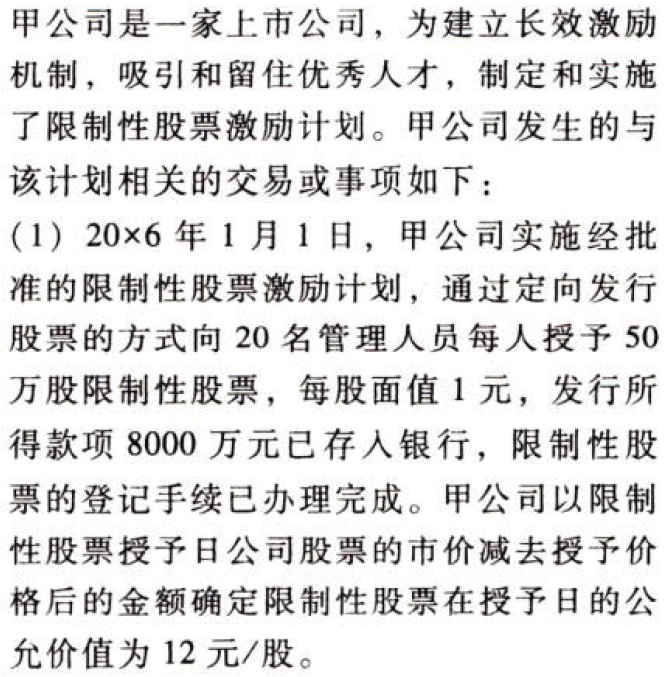 甲公司是一家上市公司，为建立长效激励
机制，吸引和留住优秀人才，制定和实施
了限制性股票激励计划。甲公司发生的与
该计划相关的交易或事项如下：
(1) 20×6 年 1 月 1 日，甲公司实施经批
准的限制性股票激励计划，通过定向发行
股票的方式向 20 名管理人员每人授予 50
万股限制性股票，每股面值 1 元，发行所
得款项 8000 万元已存入银行，限制性股
票的登记手续已办理完成。甲公司以限制
性股票授予日公司股票的市价减去授予价
格后的金额确定限制性股票在授予日的公
允价值为 12 元/股。